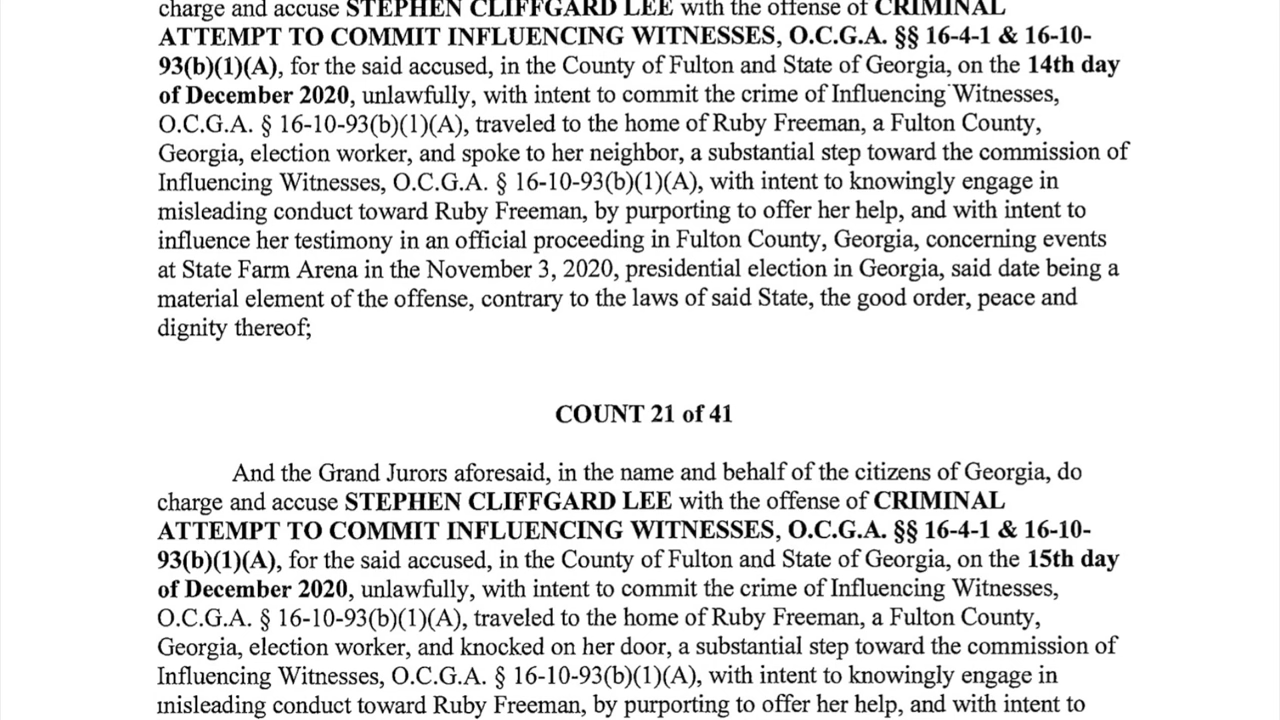 charge and accuse STEPHEN CLIFFGARD LEE with the offense of CRIMINAL
ATTEMPT TO COMMIT INFLUENCING WITNESSES, O.C.G.A. §§ 16-4-1 & 16-10-
93(b)(1)(A), for the said accused, in the County of Fulton and State of Georgia, on the 14th day
of December 2020, unlawfully, with intent to commit the crime of Influencing Witnesses,
O.C.G.A. § 16-10-93(b)(1)(A), traveled to the home of Ruby Freeman, a Fulton County,
Georgia, election worker, and spoke to her neighbor, a substantial step toward the commission of
Influencing Witnesses, O.C.G.A. § 16-10-93(b)(1)(A), with intent to knowingly engage in
misleading conduct toward Ruby Freeman, by purporting to offer her help, and with intent to
influence her testimony in an official proceeding in Fulton County, Georgia, concerning events
at State Farm Arena in the November 3, 2020, presidential election in Georgia, said date being a
material element of the offense, contrary to the laws of said State, the good order, peace and
dignity thereof;
COUNT 21 of 41
And the Grand Jurors aforesaid, in the name and behalf of the citizens of Georgia, do
charge and accuse STEPHEN CLIFFGARD LEE with the offense of CRIMINAL
ATTEMPT TO COMMIT INFLUENCING WITNESSES, O.C.G.A. §§ 16-4-1 & 16-10-
93(b)(1)(A), for the said accused, in the County of Fulton and State of Georgia, on the 15th day
of December 2020, unlawfully, with intent to commit the crime of Influencing Witnesses,
O.C.G.A. § 16-10-93(b)(1)(A), traveled to the home of Ruby Freeman, a Fulton County,
Georgia, election worker, and knocked on her door, a substantial step toward the commission of
Influencing Witnesses, O.C.G.A. § 16-10-93(b)(1)(A), with intent to knowingly engage in
misleading conduct toward Ruby Freeman, by purporting to offer her help, and with intent to